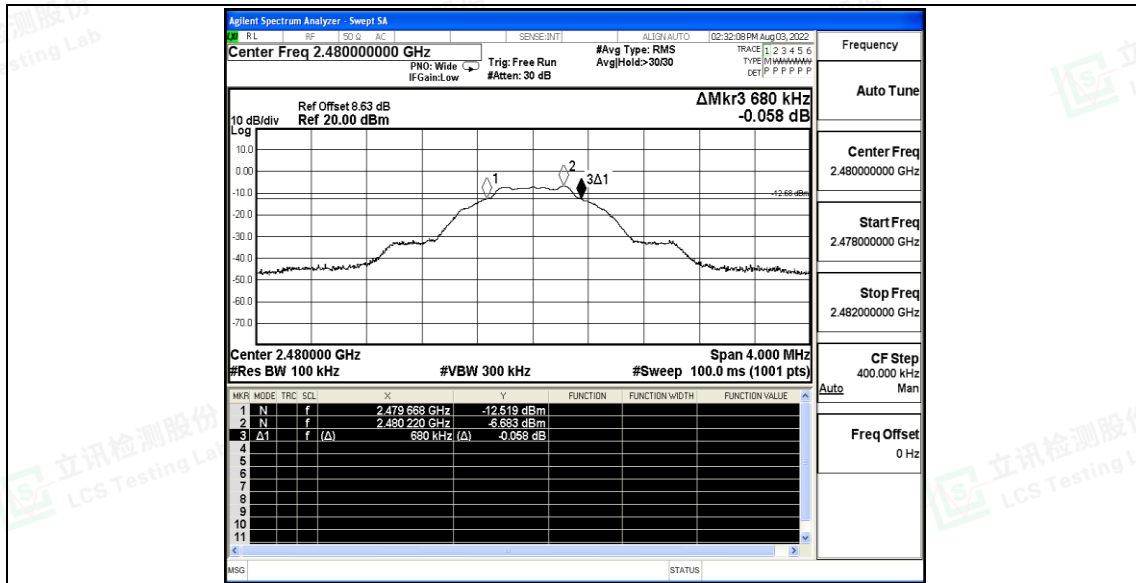 Agilent Spectrum Analyzer - Swept SA
RL RF 50 Ω AC SENSE:INT ALIGN AUTO 02:32:08 PM Aug 03, 2022
Center Freq 2.480000000 GHz
PNO: Wide
IFGain:Low
Trig: Free Run
#Atten: 30 dB
#Avg Type: RMS
Avg|Hold:>30/30
TRACE 1 2 3 4 5 6
TYPE M WWWWW
DET P P P P P P
Ref Offset 8.63 dB
10 dB/div Ref 20.00 dBm
Log
ΔMkr3 680 kHz
-0.058 dB
10.0
0.00
-10.0
-20.0
-30.0
-40.0
-50.0
-60.0
-70.0
1
2
3Δ1
-12.68 dBm
Center 2.480000 GHz Span 4.000 MHz
#Res BW 100 kHz #VBW 300 kHz #Sweep 100.0 ms (1001 pts)
MKR MODE TRC SCL X Y FUNCTION FUNCTION WIDTH FUNCTION VALUE
1 N f 2.479 668 GHz -12.519 dBm
2 N f 2.480 220 GHz -6.683 dBm
3 Δ1 f (Δ) 680 kHz (Δ) -0.058 dB
4
5
6
7
8
9
10
11
MSG STATUS
Frequency
Auto Tune
Center Freq
2.480000000 GHz
Start Freq
2.478000000 GHz
Stop Freq
2.482000000 GHz
CF Step
400.000 kHz
Auto Man
Freq Offset
0 Hz
立讯检测股份
LCS Testing Lab
立讯检测股份
LCS Testing L